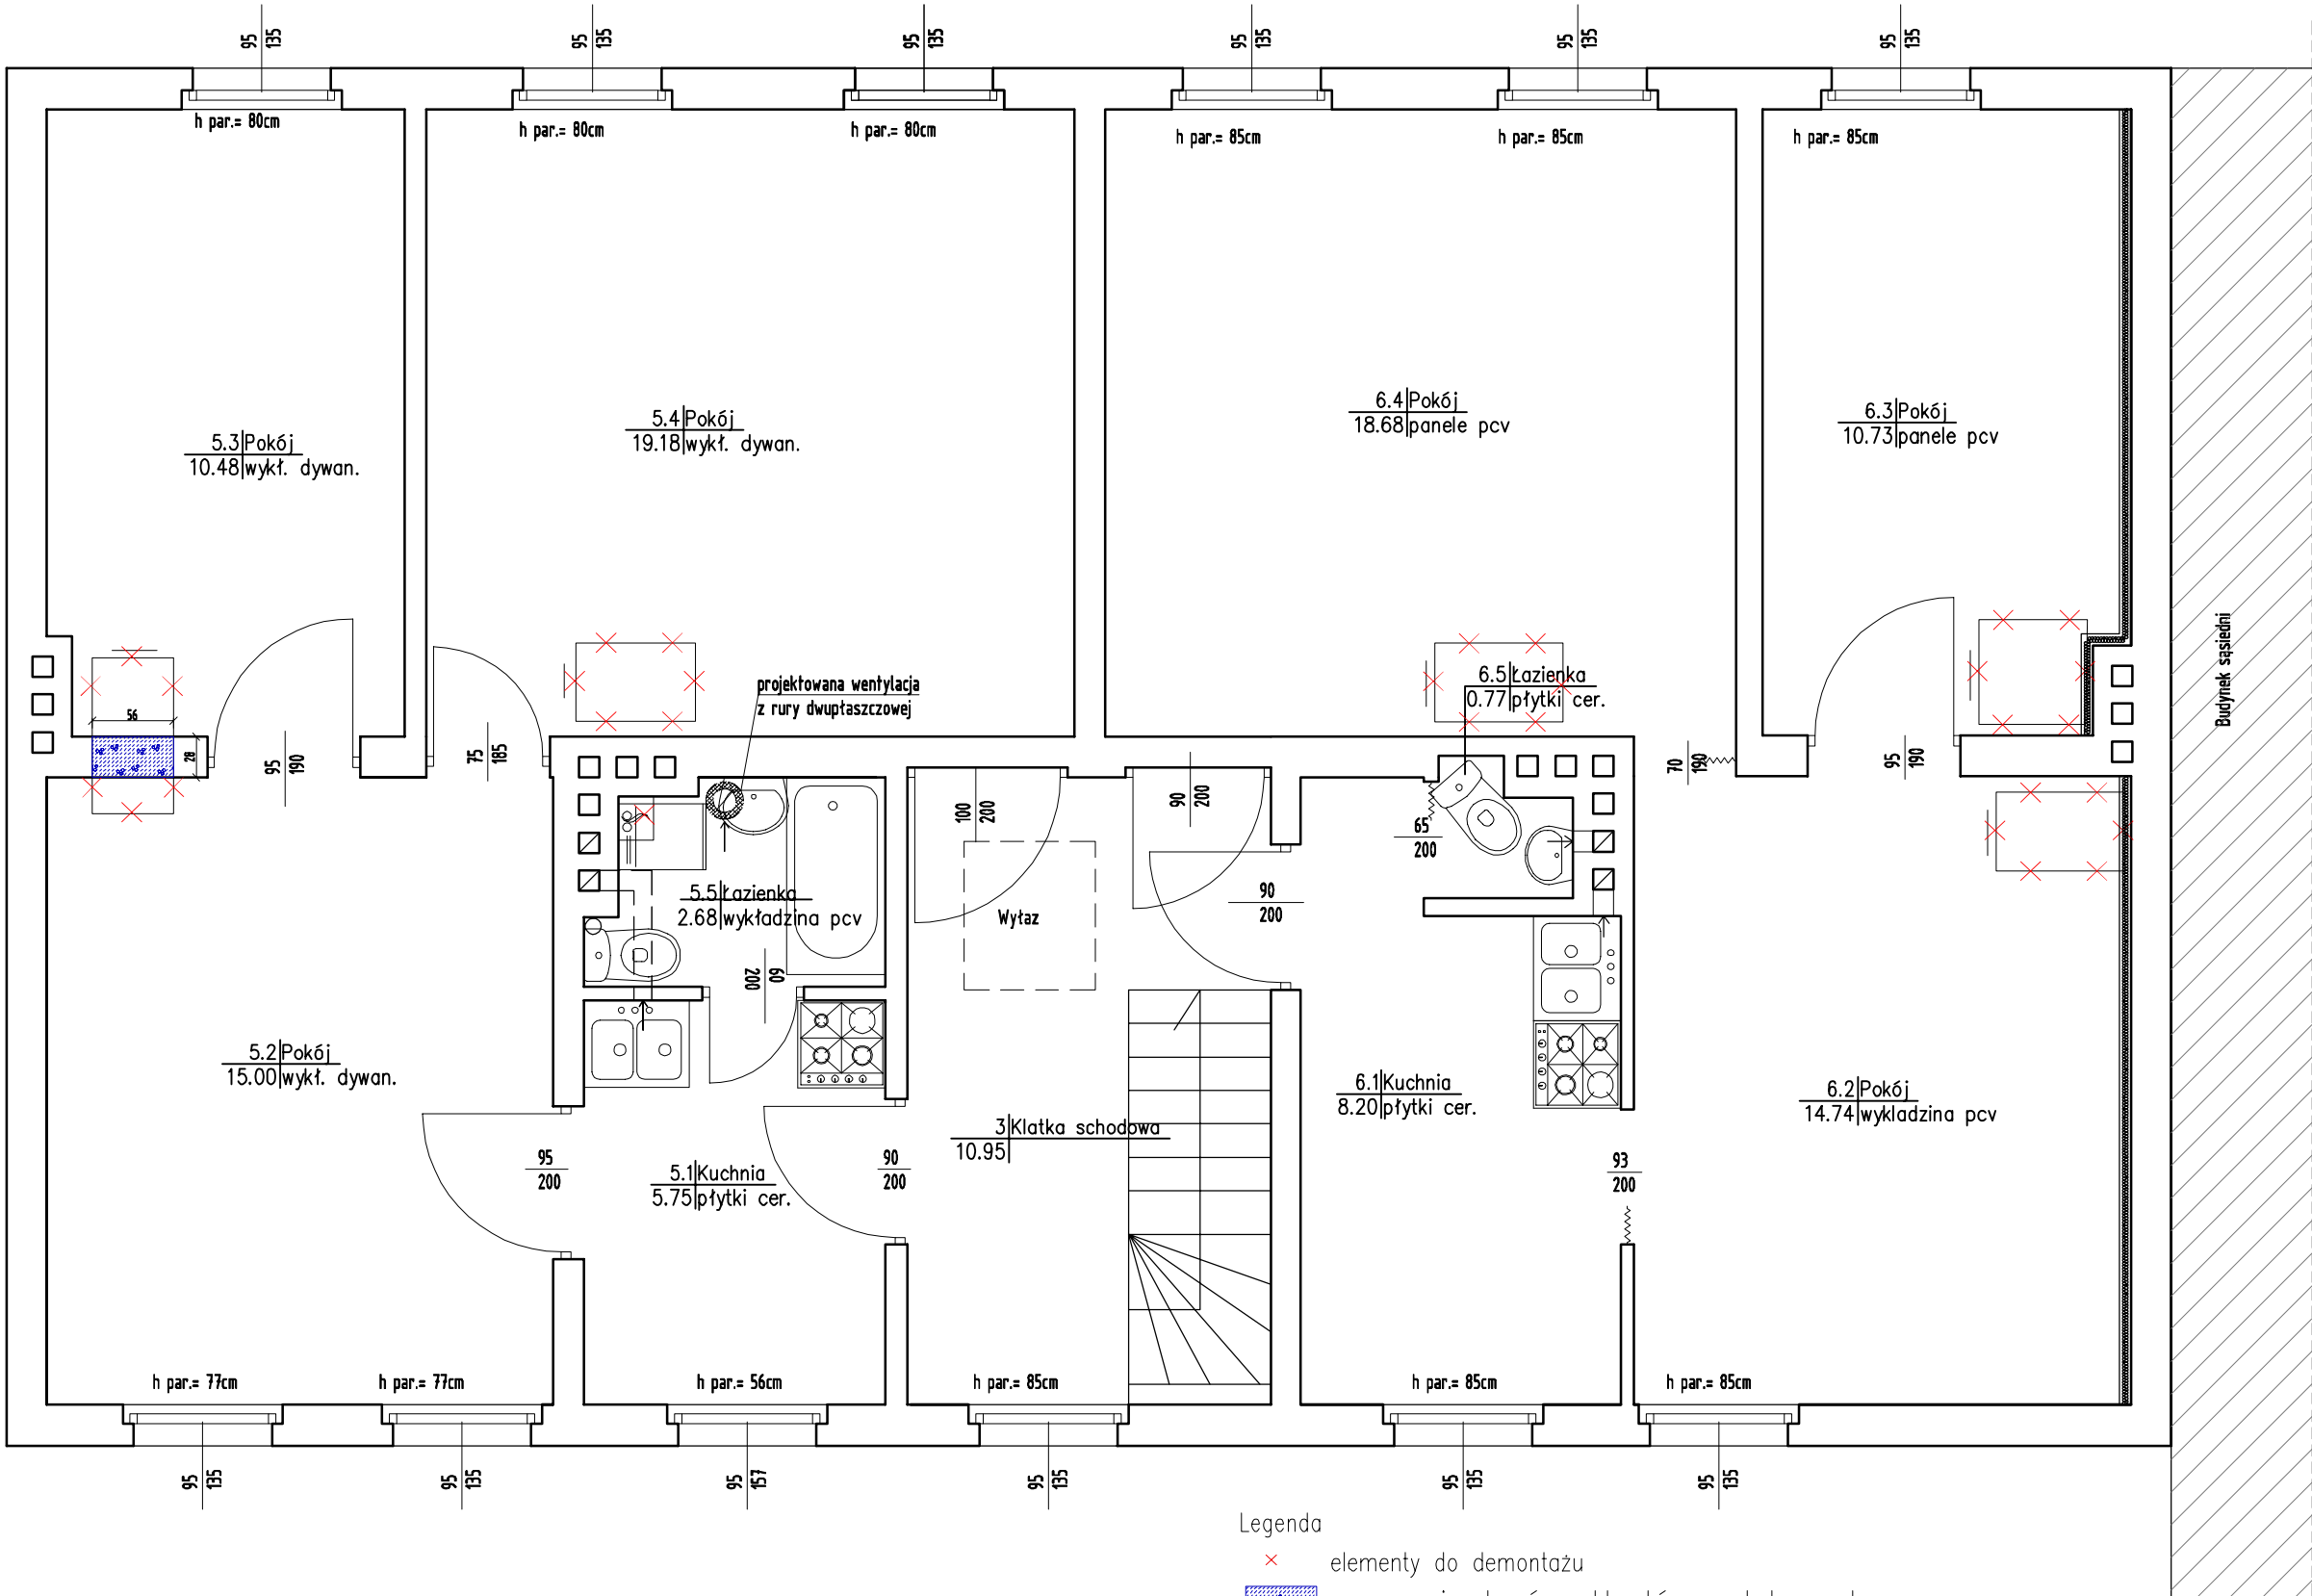 95 135
95 135
95 135
95 135
95 135
95 135
h par.= 80cm
h par.= 80cm
h par.= 80cm
h par.= 85cm
h par.= 85cm
h par.= 85cm
5.3 Pokój
10.48 wykł. dywan.
5.4 Pokój
19.18 wykł. dywan.
6.4 Pokój
18.68 panele pcv
6.3 Pokój
10.73 panele pcv
Budynek sąsiedni
projektowana wentylacja
z rury dwupłaszczowej
6.5 Łazienka
0.77 płytki cer.
56
28
95 190
75 185
70 190
95 190
100 200
90 200
65
200
90
200
5.5 Łazienka
2.68 wykładzina pcv
Wyłaz
60 200
5.2 Pokój
15.00 wykł. dywan.
6.1 Kuchnia
8.20 płytki cer.
6.2 Pokój
14.74 wykladzina pcv
3 Klatka schodowa
10.95
95
200
5.1 Kuchnia
5.75 płytki cer.
90
200
93
200
h par.= 77cm
h par.= 77cm
h par.= 56cm
h par.= 85cm
h par.= 85cm
h par.= 85cm
95 135
95 135
95 157
95 135
95 135
95 135
Legenda
elementy do demontażu